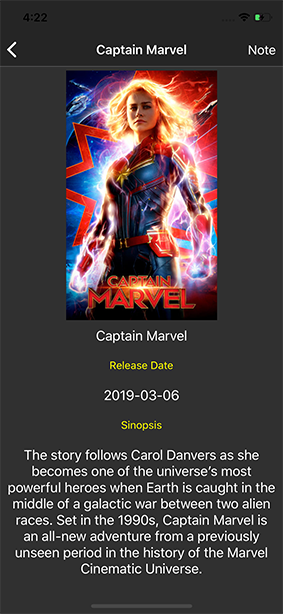 4:22
Captain Marvel
Note
CAPTAIN
MARVEL
Captain Marvel
Release Date
2019-03-06
Sinopsis
The story follows Carol Danvers as she
becomes one of the universe’s most
powerful heroes when Earth is caught in the
middle of a galactic war between two alien
races. Set in the 1990s, Captain Marvel is
an all-new adventure from a previously
unseen period in the history of the Marvel
Cinematic Universe.